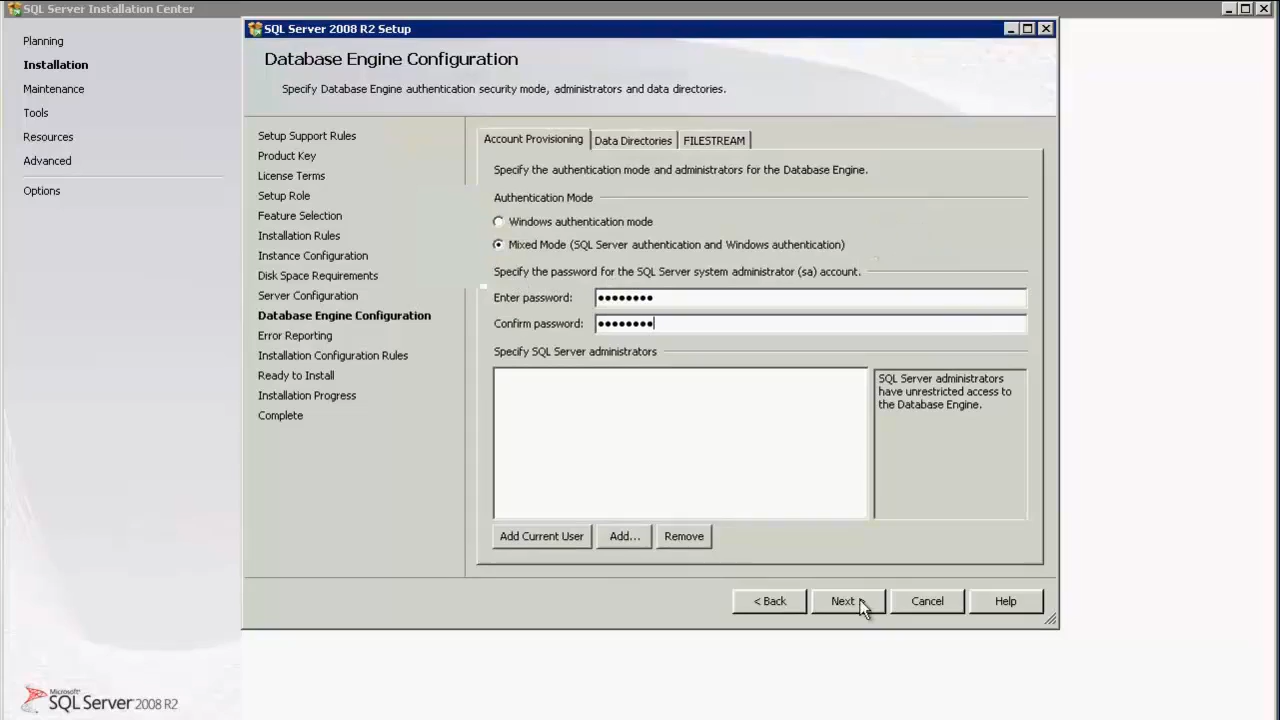 SQL Server Installation Center
Planning
Installation
Maintenance
Tools
Resources
Advanced
Options
Microsoft
SQL Server 2008 R2
SQL Server 2008 R2 Setup
Database Engine Configuration
Specify Database Engine authentication security mode, administrators and data directories.
Setup Support Rules
Product Key
License Terms
Setup Role
Feature Selection
Installation Rules
Instance Configuration
Disk Space Requirements
Server Configuration
Database Engine Configuration
Error Reporting
Installation Configuration Rules
Ready to Install
Installation Progress
Complete
Account Provisioning Data Directories FILESTREAM
Specify the authentication mode and administrators for the Database Engine.
Authentication Mode
Windows authentication mode
Mixed Mode (SQL Server authentication and Windows authentication)
Specify the password for the SQL Server system administrator (sa) account.
Enter password: ●●●●●●●●
Confirm password: ●●●●●●●●
Specify SQL Server administrators
SQL Server administrators
have unrestricted access to
the Database Engine.
Add Current User Add... Remove
< Back Next > Cancel Help